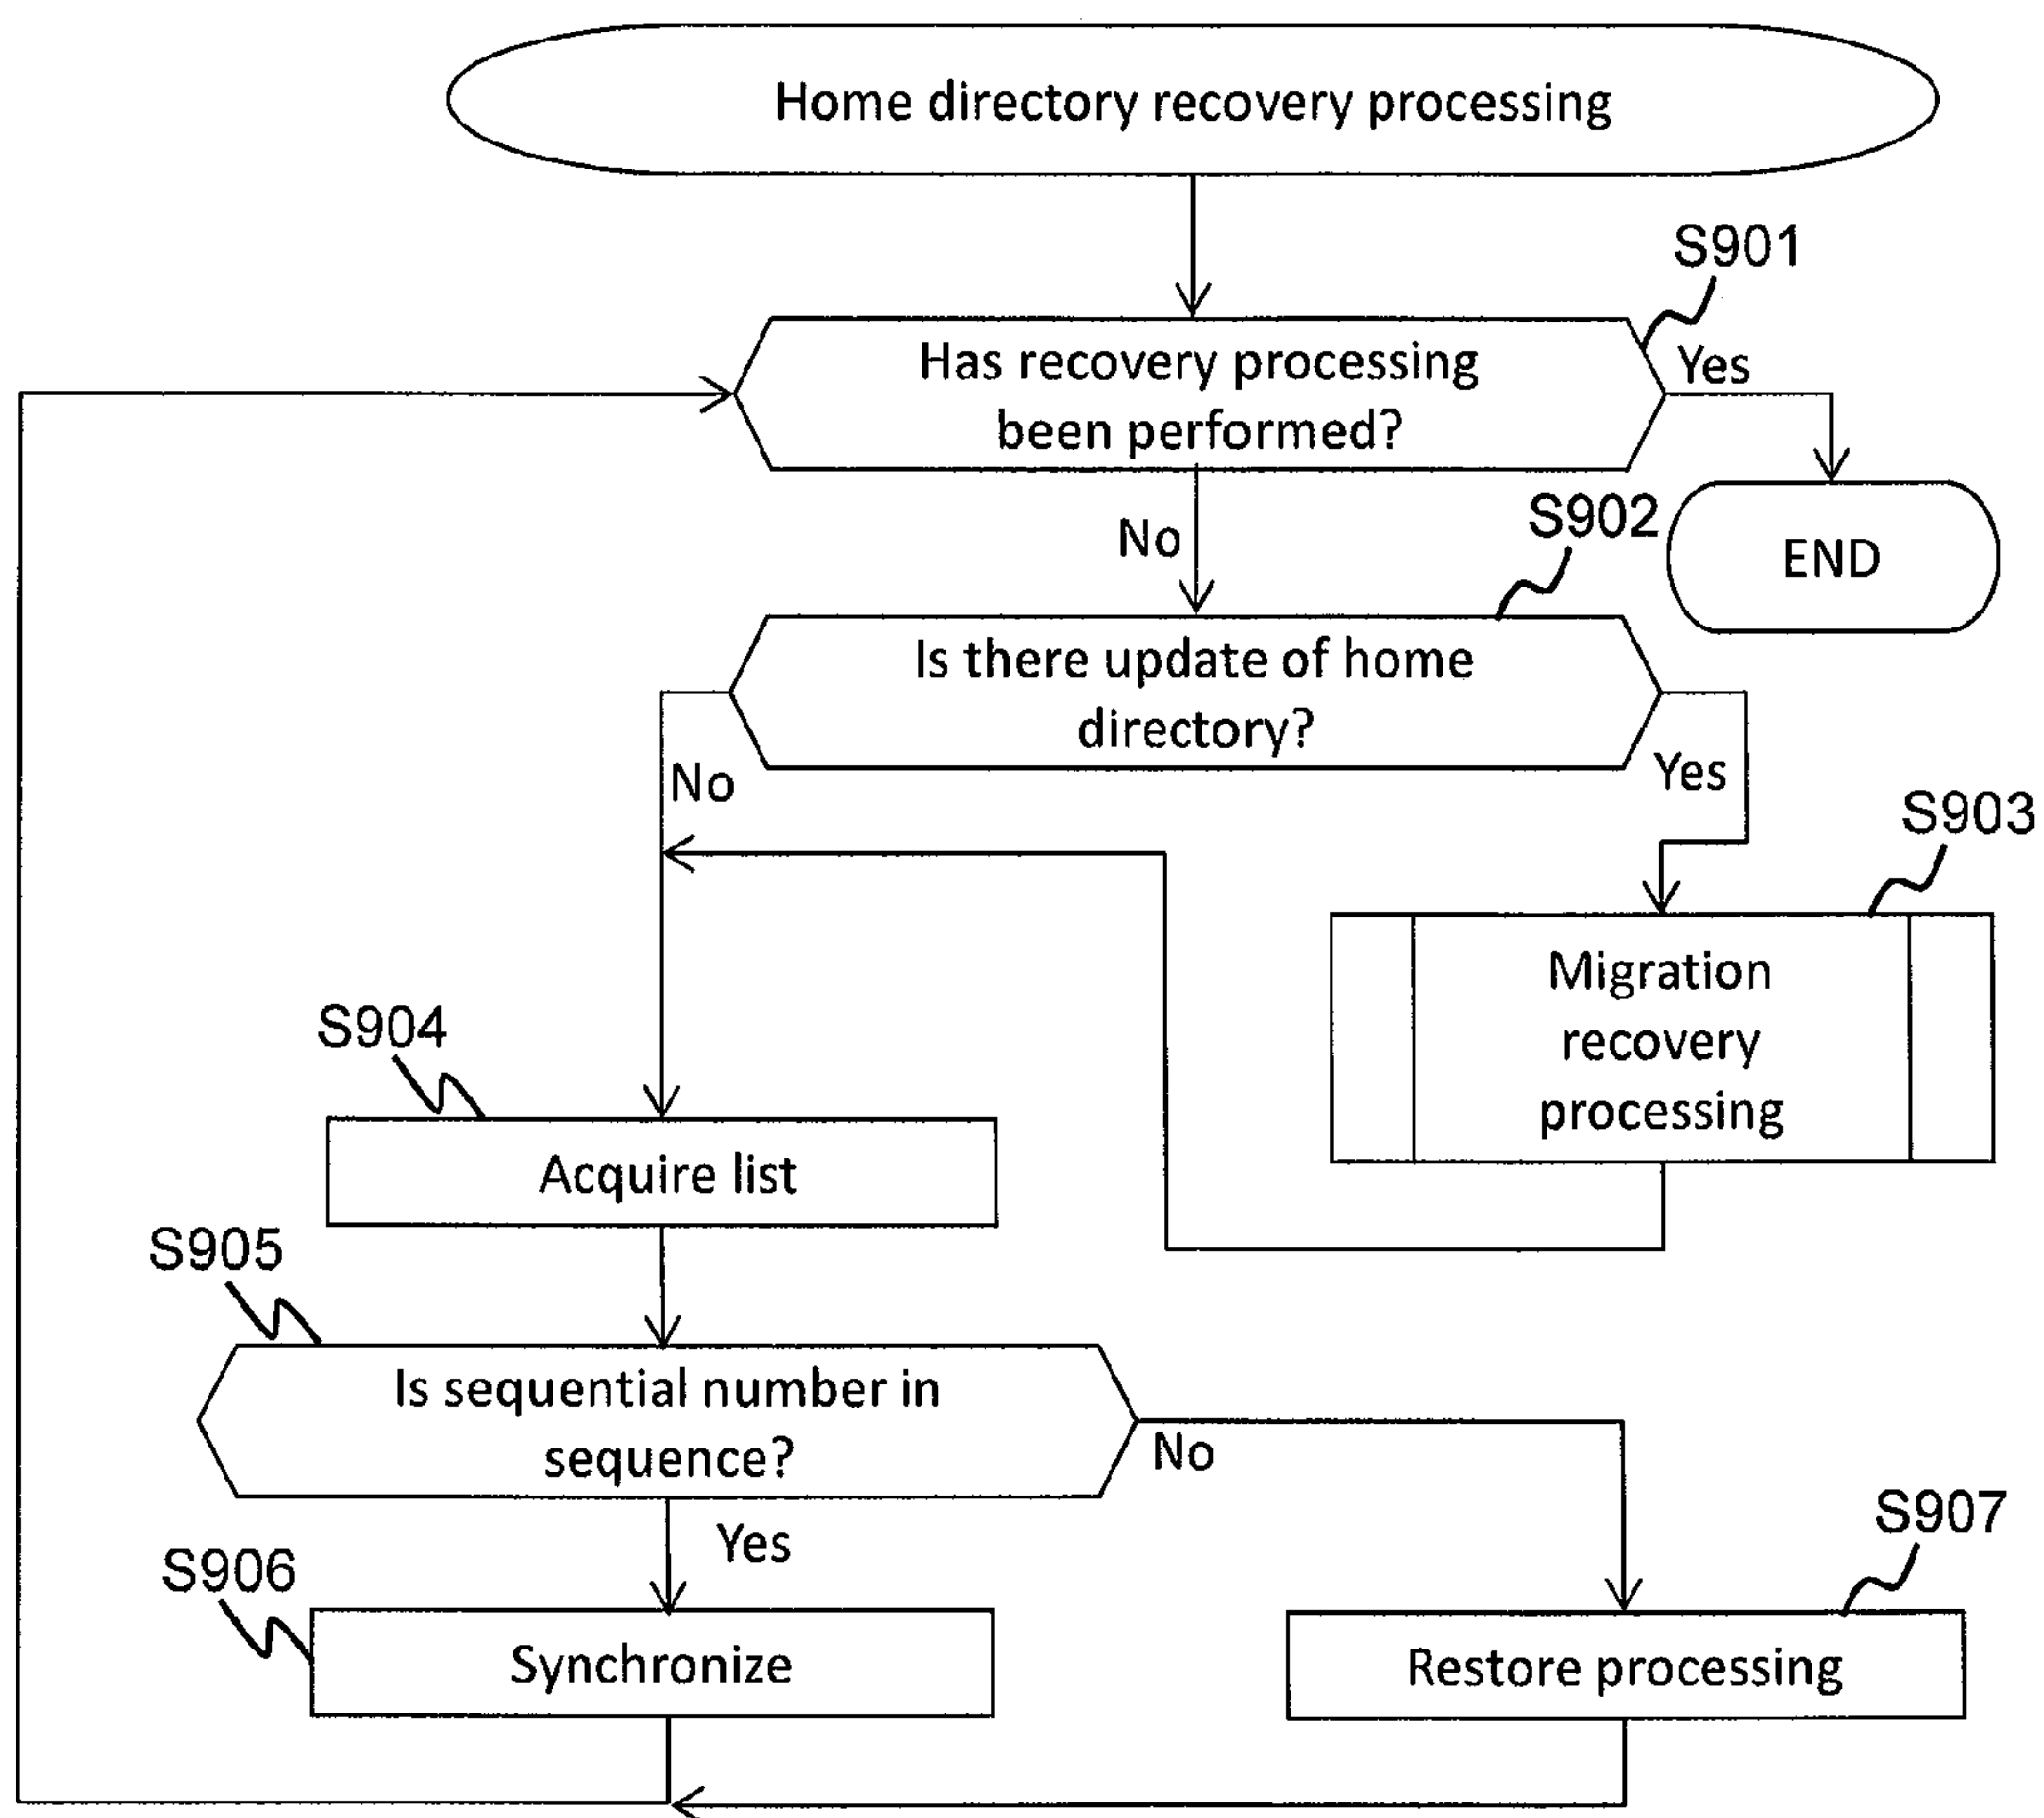 Home directory recovery processing
S901
Has recovery processing
been performed?
Yes
No
S902
END
Is there update of home
directory?
No
Yes
S903
Migration
recovery
processing
S904
Acquire list
S905
Is sequential number in
sequence?
No
Yes
S907
S906
Synchronize
Restore processing